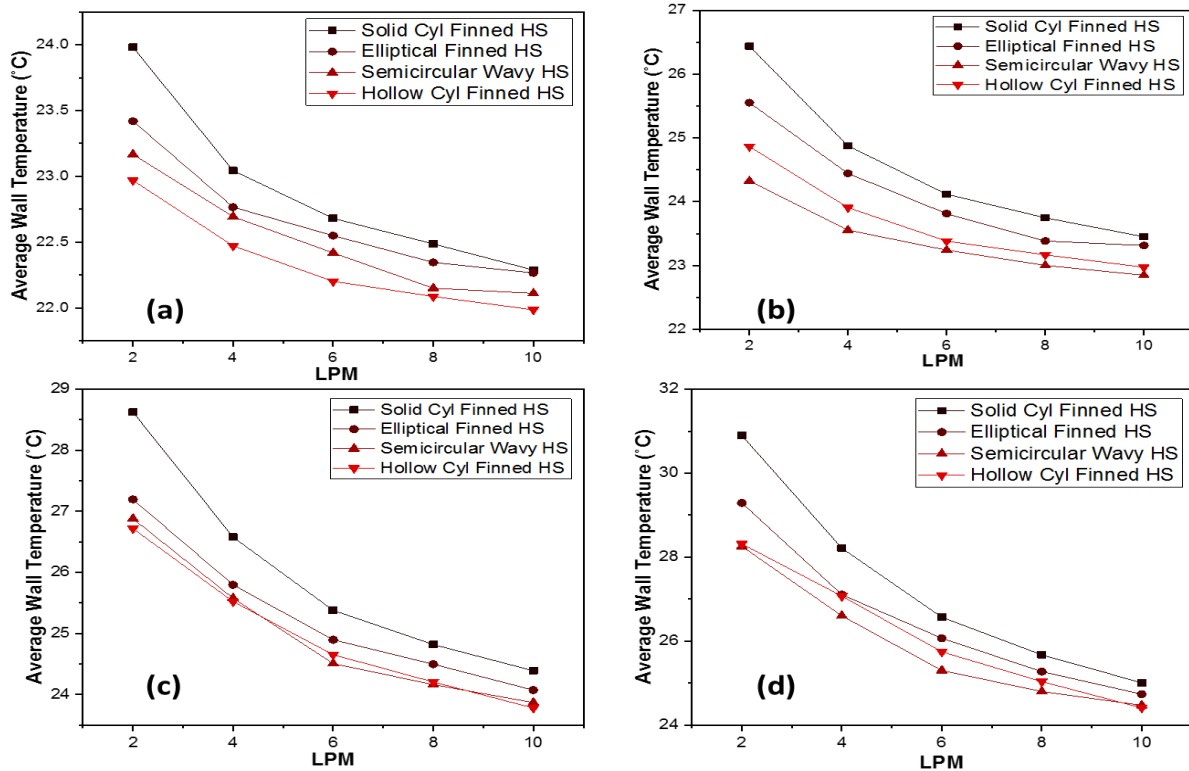 Solid Cyl Finned HS
Elliptical Finned HS
Semicircular Wavy HS
Hollow Cyl Finned HS
24.0
23.5
23.0
22.5
22.0
Average Wall Temperature (°C)
(a)
2 4 6 8 10
LPM
Solid Cyl Finned HS
Elliptical Finned HS
Semicircular Wavy HS
Hollow Cyl Finned HS
27
26
25
24
23
22
Average Wall Temperature (°C)
(b)
2 4 6 8 10
LPM
Solid Cyl Finned HS
Elliptical Finned HS
Semicircular Wavy HS
Hollow Cyl Finned HS
29
28
27
26
25
24
Average Wall Temperature (°C)
(c)
2 4 6 8 10
LPM
Solid Cyl Finned HS
Elliptical Finned HS
Semicircular Wavy HS
Hollow Cyl Finned HS
32
30
28
26
24
Average Wall Temperature (°C)
(d)
2 4 6 8 10
LPM